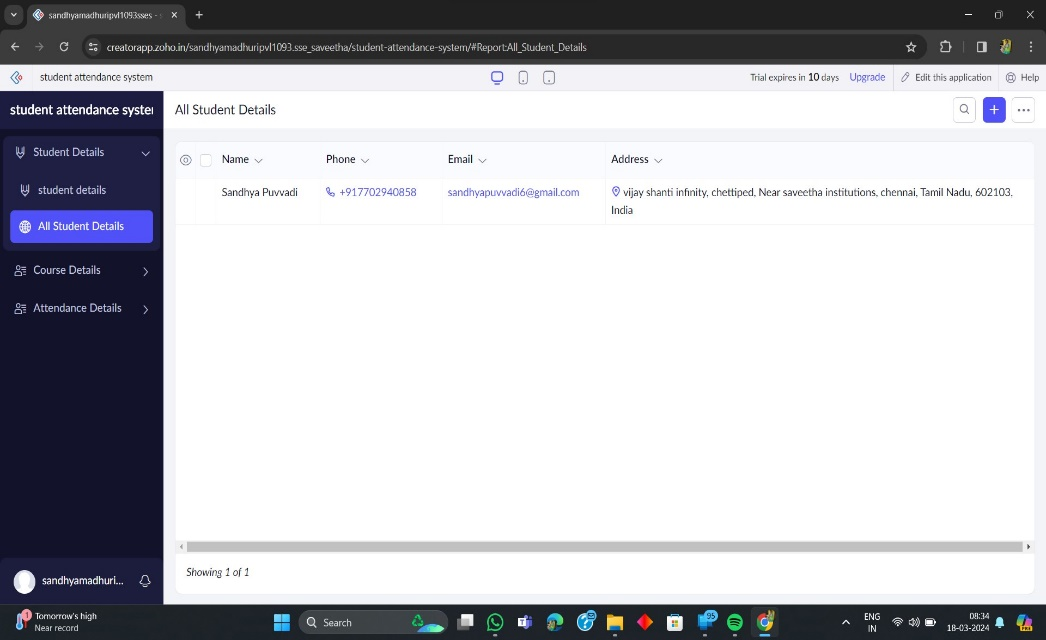 sandhyamadhuripvl1093sses -
creatorapp.zoho.in/sandhyamadhuripvl1093.sse_saveetha/student-attendance-system/#Report:All_Student_Details
student attendance system
Trial expires in 10 days
Upgrade
Edit this application
Help
student attendance syster
All Student Details
Student Details
student details
All Student Details
Course Details
Attendance Details
Name
Phone
Email
Address
Sandhya Puvvadi
+917702940858
sandhyapuvvadi6@gmail.com
vijay shanti infinity, chettiped, Near saveetha institutions, chennai, Tamil Nadu, 602103,
India
Showing 1 of 1
sandhyamadhuri...
1
Tomorrow's high
Near record
Search
95
ENG
IN
08:34
18-03-2024